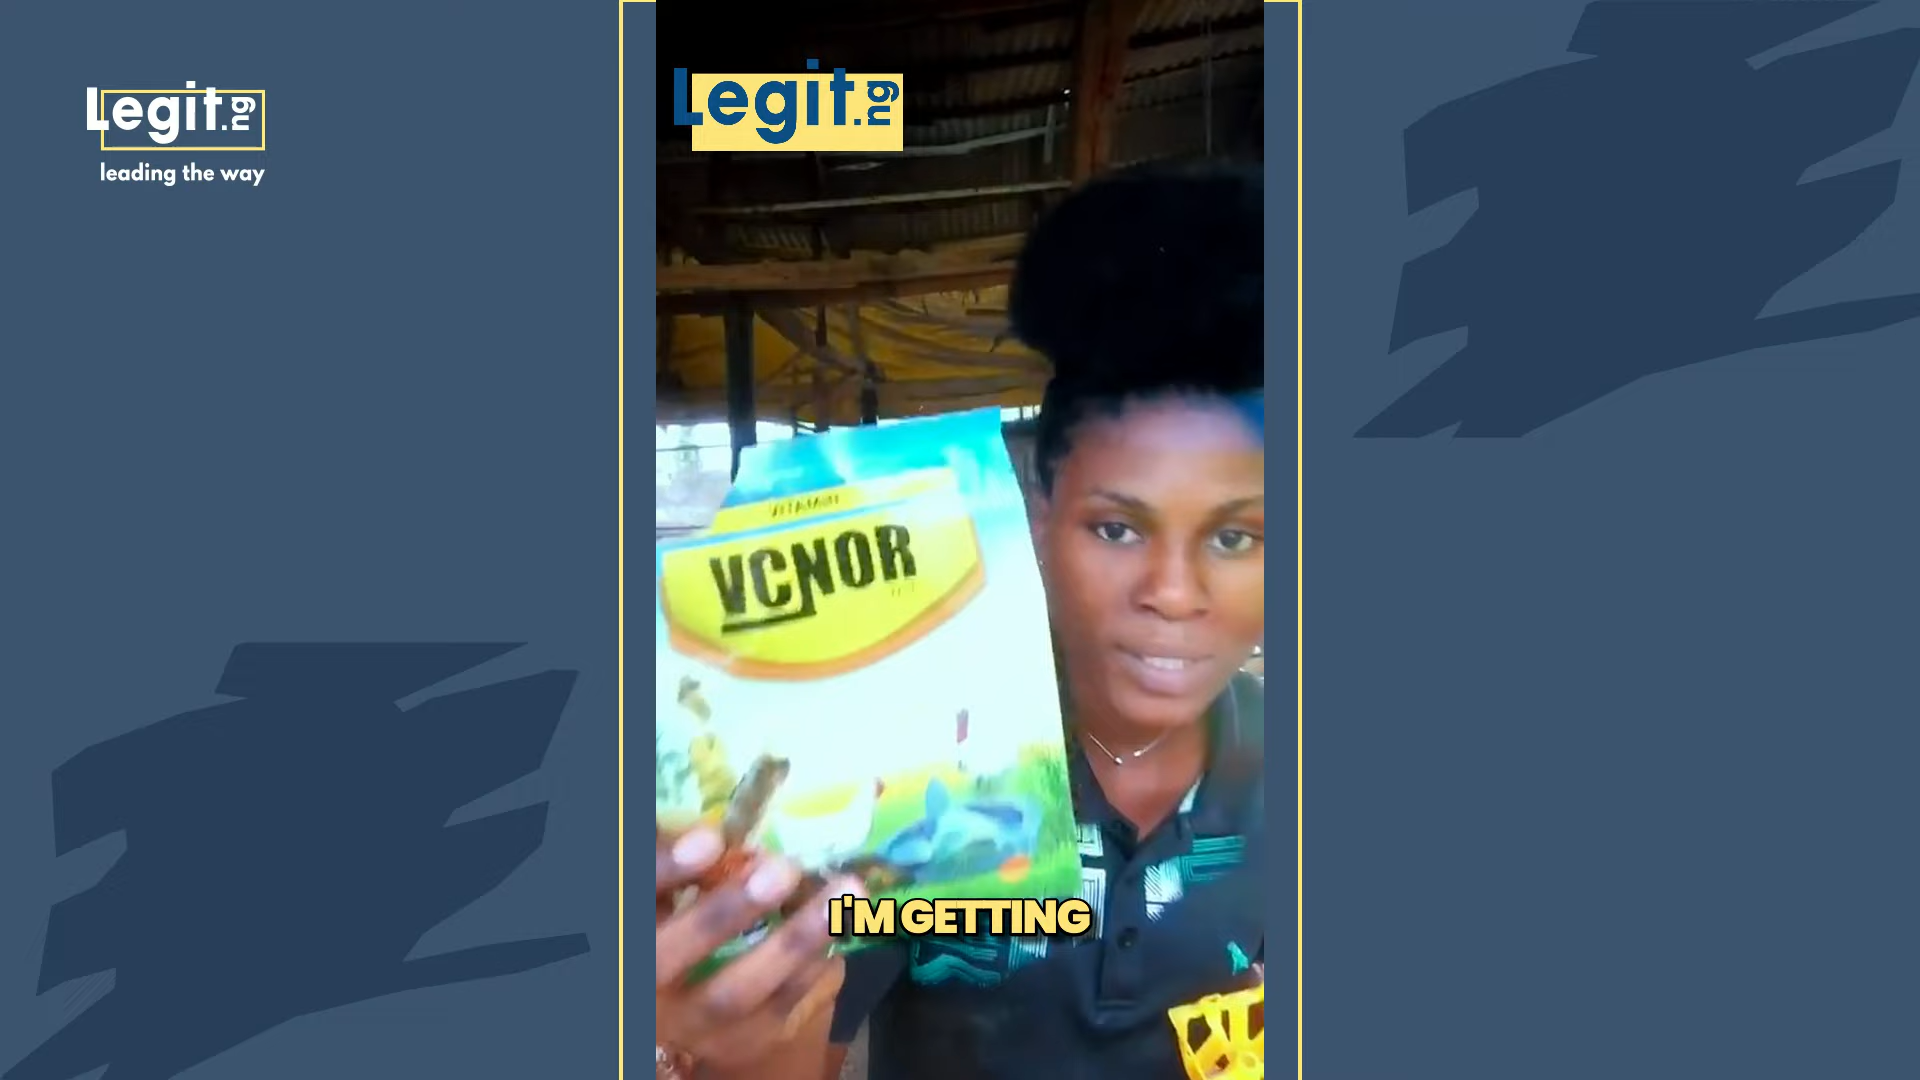 Legit.ng
leading the way
Legit.ng
VITAMIN
VCNOR
I'M GETTING